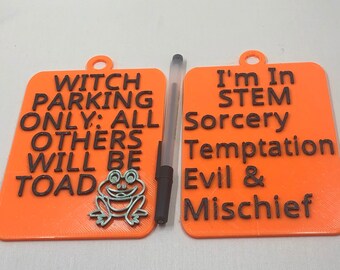 WITCH
PARKING
ONLY: ALL
OTHERS
WILL BE
TOAD
I'm In
STEM
Sorcery
Temptation
Evil &
Mischief